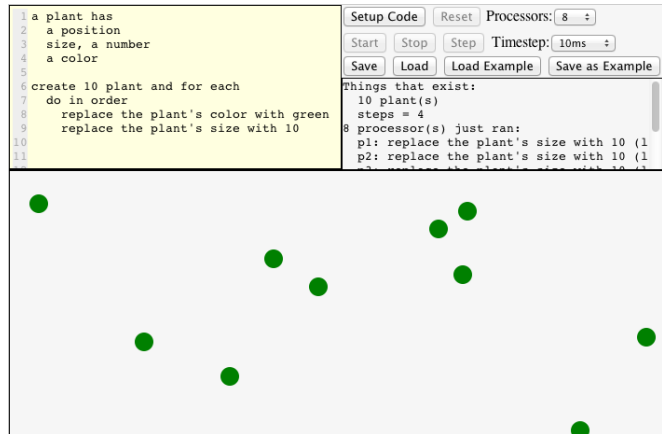 1 a plant has
2   a position
3   size, a number
4   a color
5
6 create 10 plant and for each
7   do in order
8     replace the plant's color with green
9     replace the plant's size with 10
10
11
Setup Code Reset Processors: 8
Start Stop Step Timestep: 10ms
Save Load Load Example Save as Example
Things that exist:
  10 plant(s)
  steps = 4
8 processor(s) just ran:
  p1: replace the plant's size with 10 (l
  p2: replace the plant's size with 10 (l